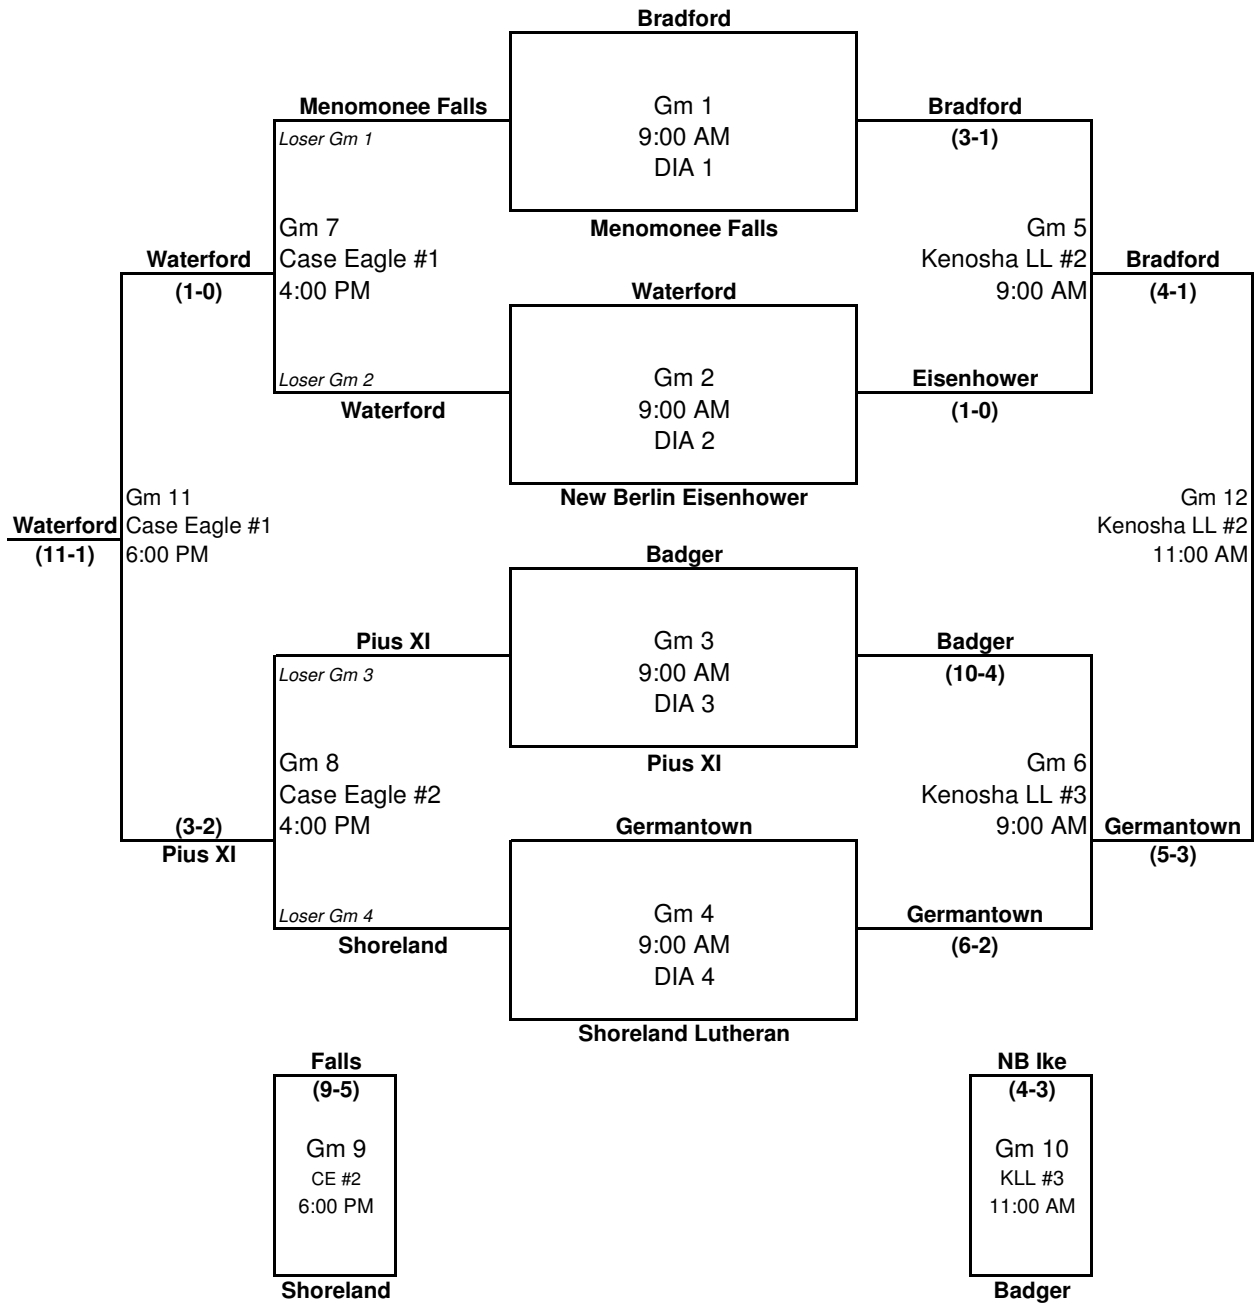 Bradford
Menomonee Falls
Loser Gm 1
Gm 1
9:00 AM
DIA 1
Bradford
(3-1)
Menomonee Falls
Gm 7
Case Eagle #1
4:00 PM
Gm 5
Kenosha LL #2
9:00 AM
Waterford
(1-0)
Bradford
(4-1)
Waterford
Loser Gm 2
Waterford
Gm 2
9:00 AM
DIA 2
Eisenhower
(1-0)
New Berlin Eisenhower
Waterford
(11-1)
Gm 11
Case Eagle #1
6:00 PM
Gm 12
Kenosha LL #2
11:00 AM
Badger
Pius XI
Loser Gm 3
Gm 3
9:00 AM
DIA 3
Badger
(10-4)
Pius XI
Gm 8
Case Eagle #2
4:00 PM
Gm 6
Kenosha LL #3
9:00 AM
(3-2)
Pius XI
Germantown
(5-3)
Germantown
Loser Gm 4
Shoreland
Gm 4
9:00 AM
DIA 4
Germantown
(6-2)
Shoreland Lutheran
Falls
(9-5)
Gm 9
CE #2
6:00 PM
Shoreland
NB Ike
(4-3)
Gm 10
KLL #3
11:00 AM
Badger